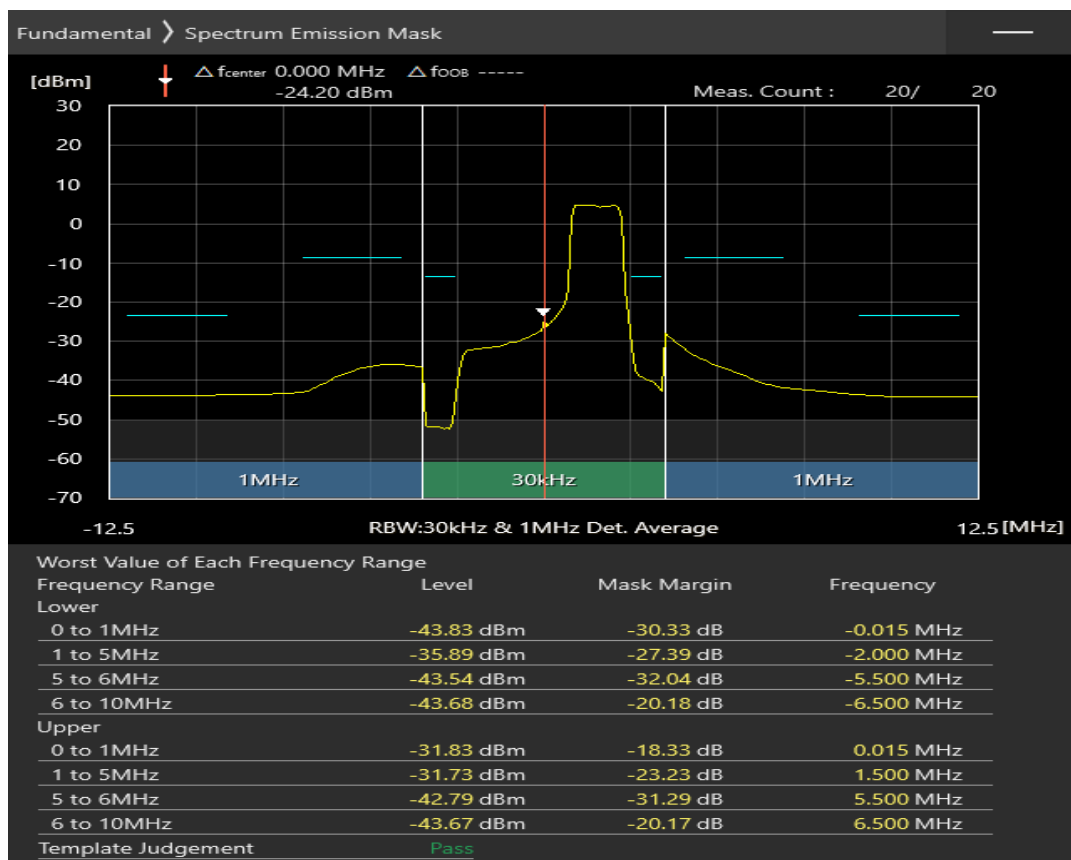 Fundamental ❯ Spectrum Emission Mask
△ fcenter 0.000 MHz △ fOOB -----
[dBm] -24.20 dBm Meas. Count : 20/ 20
30
20
10
0
-10
-20
-30
-40
-50
-60
1MHz 30kHz 1MHz
-70
-12.5 RBW:30kHz & 1MHz Det. Average 12.5 [MHz]
Worst Value of Each Frequency Range
Frequency Range Level Mask Margin Frequency
Lower
0 to 1MHz -43.83 dBm -30.33 dB -0.015 MHz
1 to 5MHz -35.89 dBm -27.39 dB -2.000 MHz
5 to 6MHz -43.54 dBm -32.04 dB -5.500 MHz
6 to 10MHz -43.68 dBm -20.18 dB -6.500 MHz
Upper
0 to 1MHz -31.83 dBm -18.33 dB 0.015 MHz
1 to 5MHz -31.73 dBm -23.23 dB 1.500 MHz
5 to 6MHz -42.79 dBm -31.29 dB 5.500 MHz
6 to 10MHz -43.67 dBm -20.17 dB 6.500 MHz
Template Judgement Pass